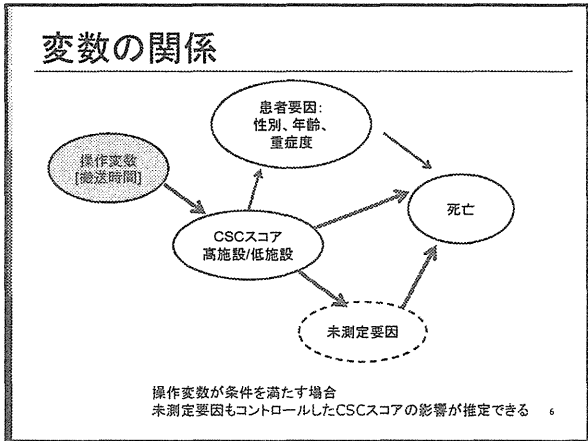 変数の関係
患者要因:
性別、年齢、
重症度
操作変数
[搬送時間]
死亡
CSCスコア
高施設/低施設
未測定要因
操作変数が条件を満たす場合
未測定要因もコントロールしたCSCスコアの影響が推定できる
6